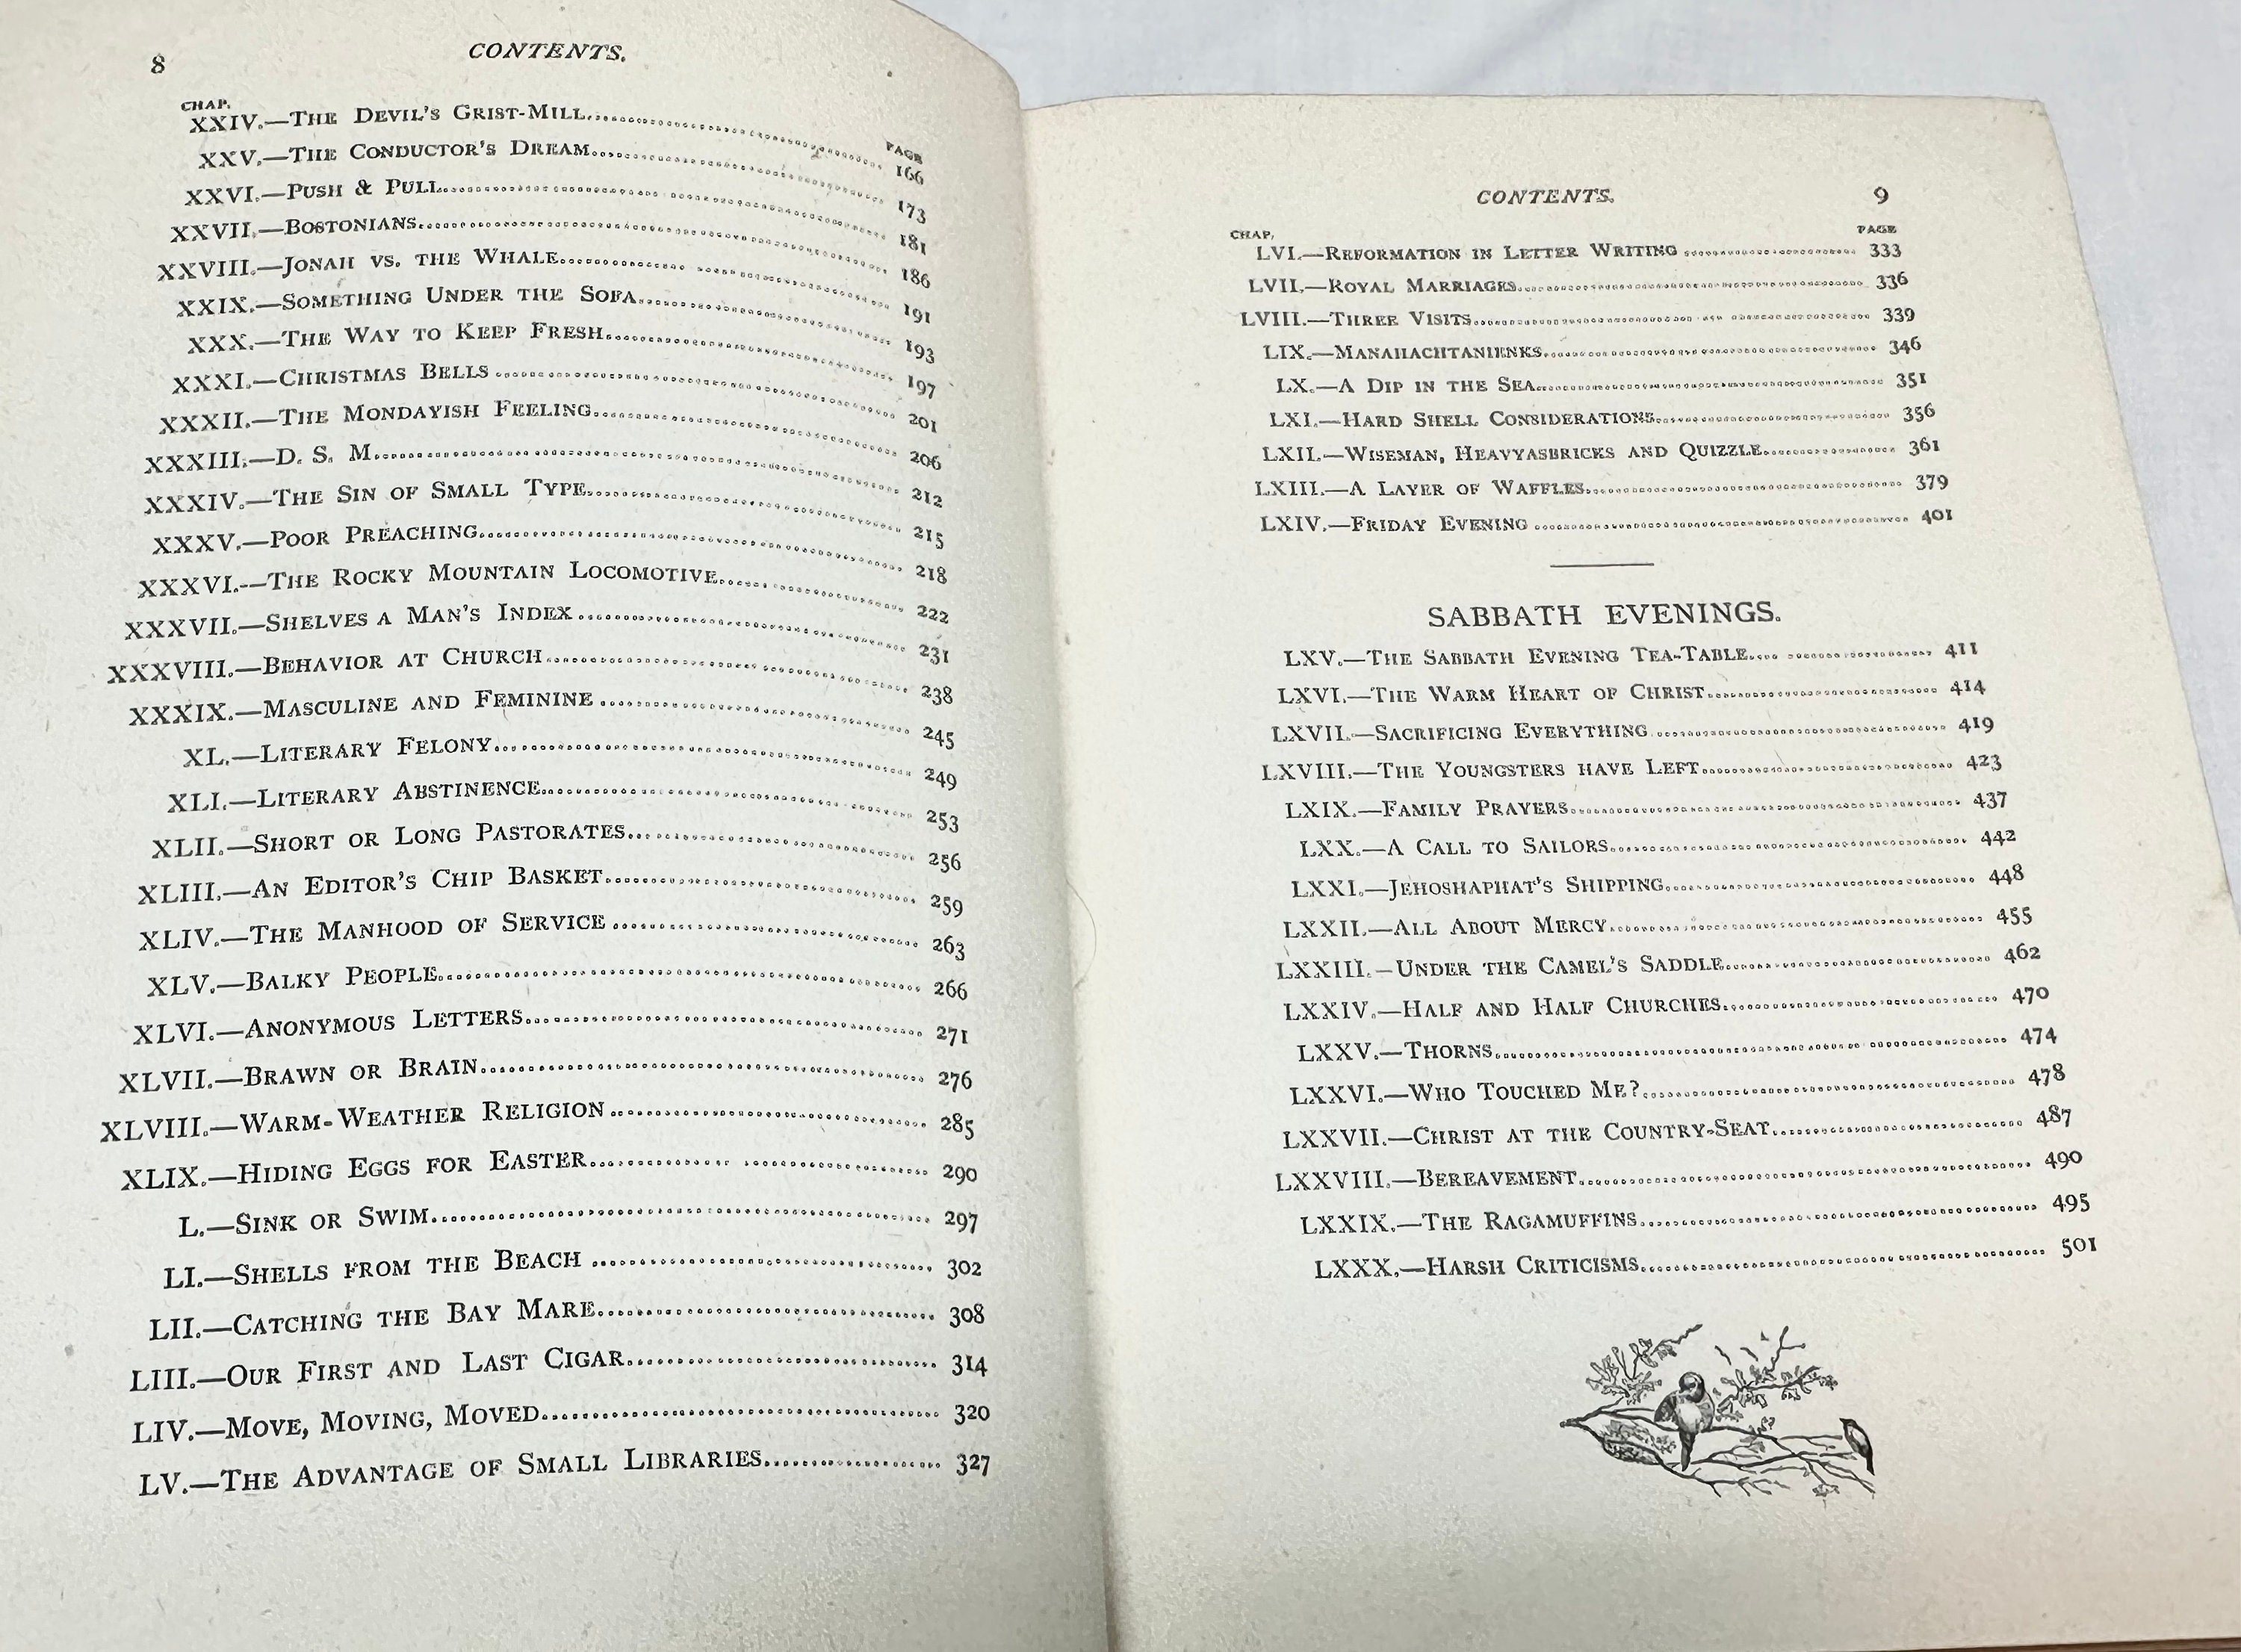 8 CONTENTS.
CHAP. PAGE
XXIV.—The Devil's Grist-Mill........ 166
XXV.—The Conductor's Dream........ 173
XXVI.—Push & Pull........ 181
XXVII.—Bostonians........ 186
XXVIII.—Jonah vs. the Whale........ 191
XXIX.—Something Under the Sofa........ 193
XXX.—The Way to Keep Fresh........ 197
XXXI.—Christmas Bells ........ 201
XXXII.—The Mondayish Feeling........ 206
XXXIII.—D. S. M........ 212
XXXIV.—The Sin of Small Type........ 215
XXXV.—Poor Preaching........ 218
XXXVI.—The Rocky Mountain Locomotive........ 222
XXXVII.—Shelves a Man's Index ........ 231
XXXVIII.—Behavior at Church........ 238
XXXIX.—Masculine and Feminine ........ 245
XL.—Literary Felony........ 249
XLI.—Literary Abstinence........ 253
XLII.—Short or Long Pastorates........ 256
XLIII.—An Editor's Chip Basket........ 259
XLIV.—The Manhood of Service ........ 263
XLV.—Balky People........ 266
XLVI.—Anonymous Letters........ 271
XLVII.—Brawn or Brain........ 276
XLVIII.—Warm-Weather Religion ........ 285
XLIX.—Hiding Eggs for Easter........ 290
L.—Sink or Swim........ 297
LI.—Shells from the Beach ........ 302
LII.—Catching the Bay Mare........ 308
LIII.—Our First and Last Cigar........ 314
LIV.—Move, Moving, Moved........ 320
LV.—The Advantage of Small Libraries........ 327
CONTENTS. 9
CHAP. PAGE
LVI.—Reformation in Letter Writing ........ 333
LVII.—Royal Marriages........ 336
LVIII.—Three Visits........ 339
LIX.—Manahachtanienks........ 346
LX.—A Dip in the Sea........ 351
LXI.—Hard Shell Considerations........ 356
LXII.—Wiseman, Heavyasbricks and Quizzle........ 361
LXIII.—A Layer of Waffles........ 379
LXIV.—Friday Evening ........ 401
SABBATH EVENINGS.
LXV.—The Sabbath Evening Tea-Table........ 411
LXVI.—The Warm Heart of Christ........ 414
LXVII.—Sacrificing Everything ........ 419
LXVIII.—The Youngsters have Left........ 423
LXIX.—Family Prayers........ 437
LXX.—A Call to Sailors........ 442
LXXI.—Jehoshaphat's Shipping........ 448
LXXII.—All About Mercy........ 455
LXXIII.—Under the Camel's Saddle........ 462
LXXIV.—Half and Half Churches........ 470
LXXV.—Thorns........ 474
LXXVI.—Who Touched Me?........ 478
LXXVII.—Christ at the Country-Seat........ 487
LXXVIII.—Bereavement........ 490
LXXIX.—The Ragamuffins........ 495
LXXX.—Harsh Criticisms........ 501